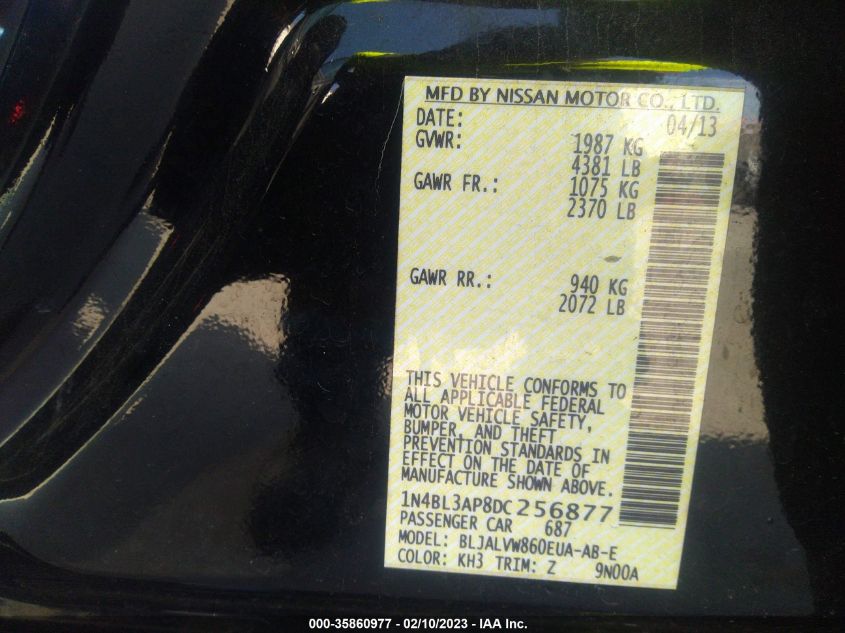 MFD BY NISSAN MOTOR CO., LTD.
DATE: 04/13
GVWR: 1987 KG
4381 LB
GAWR FR.: 1075 KG
2370 LB
GAWR RR.: 940 KG
2072 LB
THIS VEHICLE CONFORMS TO
ALL APPLICABLE FEDERAL
MOTOR VEHICLE SAFETY,
BUMPER, AND THEFT
PREVENTION STANDARDS IN
EFFECT ON THE DATE OF
MANUFACTURE SHOWN ABOVE.
1N4BL3AP8DC256877
PASSENGER CAR 687
MODEL: BLJALVW860EUA-AB-E
COLOR: KH3 TRIM: Z 9N00A
000-35860977 - 02/10/2023 - IAA Inc.